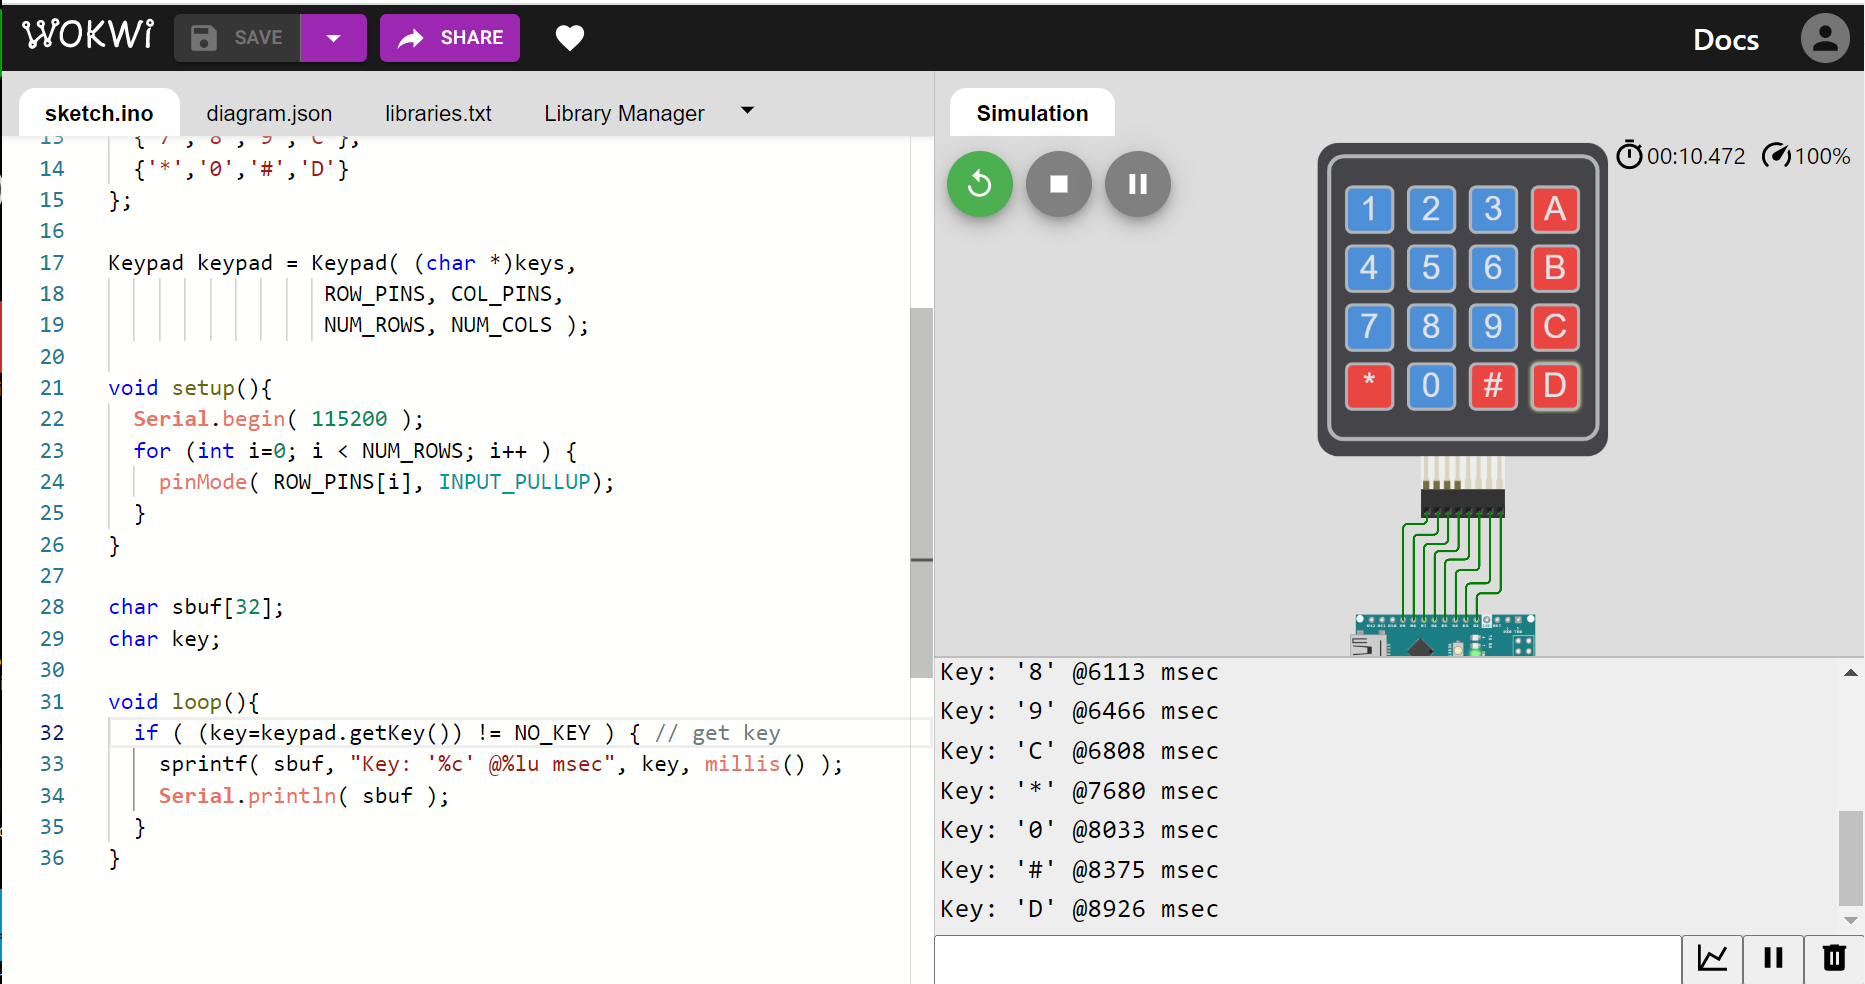 WOKWi
SAVE
SHARE
Docs
sketch.ino
diagram.json
libraries.txt
Library Manager
13 {'7','8','9','C'},
14 {'*','0','#','D'}
15 };
16
17 Keypad keypad = Keypad( (char *)keys,
18 ROW_PINS, COL_PINS,
19 NUM_ROWS, NUM_COLS );
20
21 void setup(){
22 Serial.begin( 115200 );
23 for (int i=0; i < NUM_ROWS; i++ ) {
24 pinMode( ROW_PINS[i], INPUT_PULLUP);
25 }
26 }
27
28 char sbuf[32];
29 char key;
30
31 void loop(){
32 if ( (key=keypad.getKey()) != NO_KEY ) { // get key
33 sprintf( sbuf, "Key: '%c' @%lu msec", key, millis() );
34 Serial.println( sbuf );
35 }
36 }
Simulation
00:10.472
100%
1 2 3 A
4 5 6 B
7 8 9 C
* 0 # D
Key: '8' @6113 msec
Key: '9' @6466 msec
Key: 'C' @6808 msec
Key: '*' @7680 msec
Key: '0' @8033 msec
Key: '#' @8375 msec
Key: 'D' @8926 msec